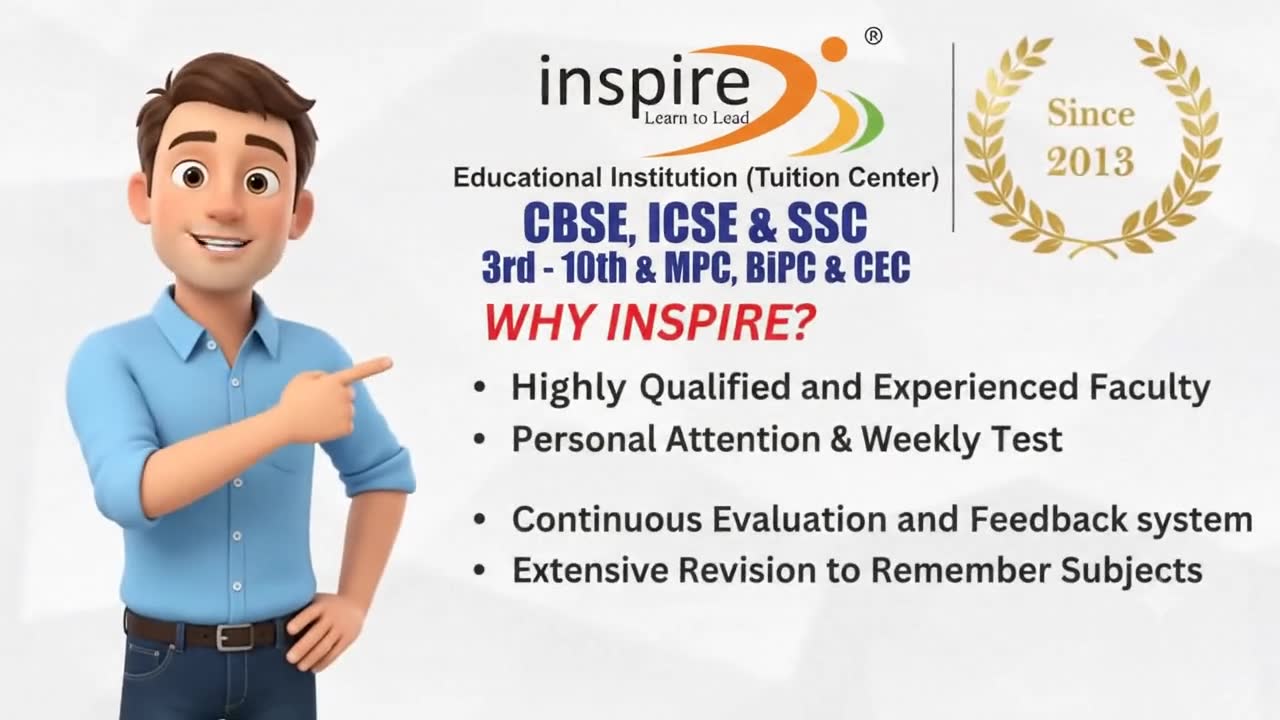 inspire ®
Learn to Lead
Educational Institution (Tuition Center)
CBSE, ICSE & SSC
3rd - 10th & MPC, BiPC & CEC
Since
2013
WHY INSPIRE?
• Highly Qualified and Experienced Faculty
• Personal Attention & Weekly Test
• Continuous Evaluation and Feedback system
• Extensive Revision to Remember Subjects